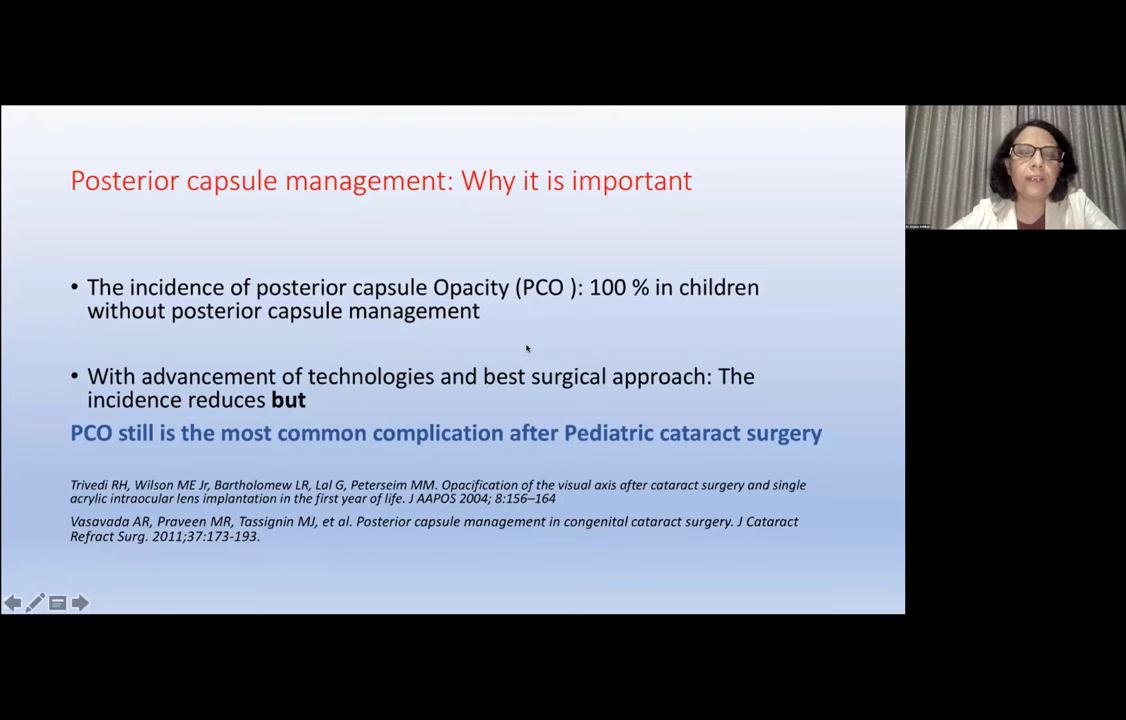 Posterior capsule management: Why it is important
• The incidence of posterior capsule Opacity (PCO ): 100 % in children
without posterior capsule management
• With advancement of technologies and best surgical approach: The
incidence reduces but
PCO still is the most common complication after Pediatric cataract surgery
Trivedi RH, Wilson ME Jr, Bartholomew LR, Lal G, Peterseim MM. Opacification of the visual axis after cataract surgery and single
acrylic intraocular lens implantation in the first year of life. J AAPOS 2004; 8:156–164
Vasavada AR, Praveen MR, Tassignin MJ, et al. Posterior capsule management in congenital cataract surgery. J Cataract
Refract Surg. 2011;37:173-193.